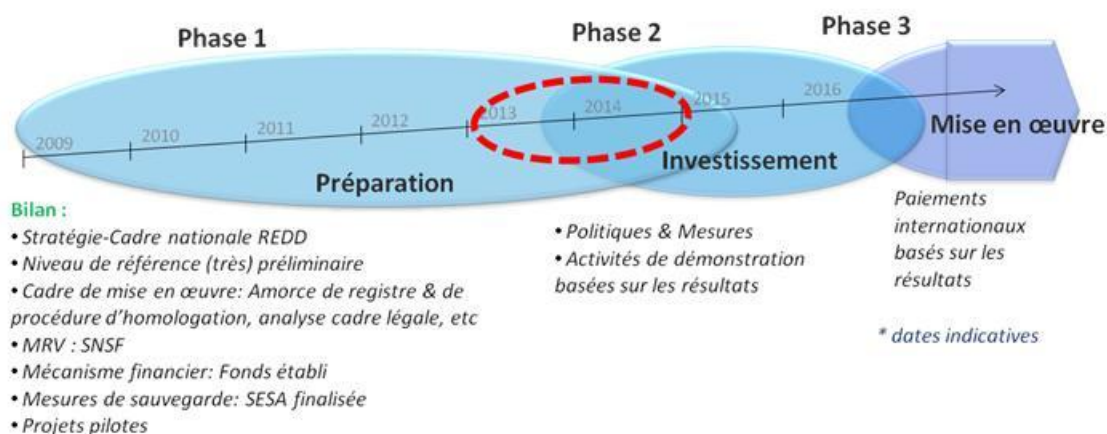 Phase 1
Phase 2
Phase 3
2009
2010
2011
2012
2013
2014
2015
2016
Préparation
Investissement
Mise en œuvre
Bilan :
• Stratégie-Cadre nationale REDD
• Niveau de référence (très) préliminaire
• Cadre de mise en œuvre: Amorce de registre & de
procédure d'homologation, analyse cadre légale, etc
• MRV : SNSF
• Mécanisme financier: Fonds établi
• Mesures de sauvegarde: SESA finalisée
• Projets pilotes
• Politiques & Mesures
• Activités de démonstration
basées sur les résultats
Paiements
internationaux
basés sur les
résultats
* dates indicatives